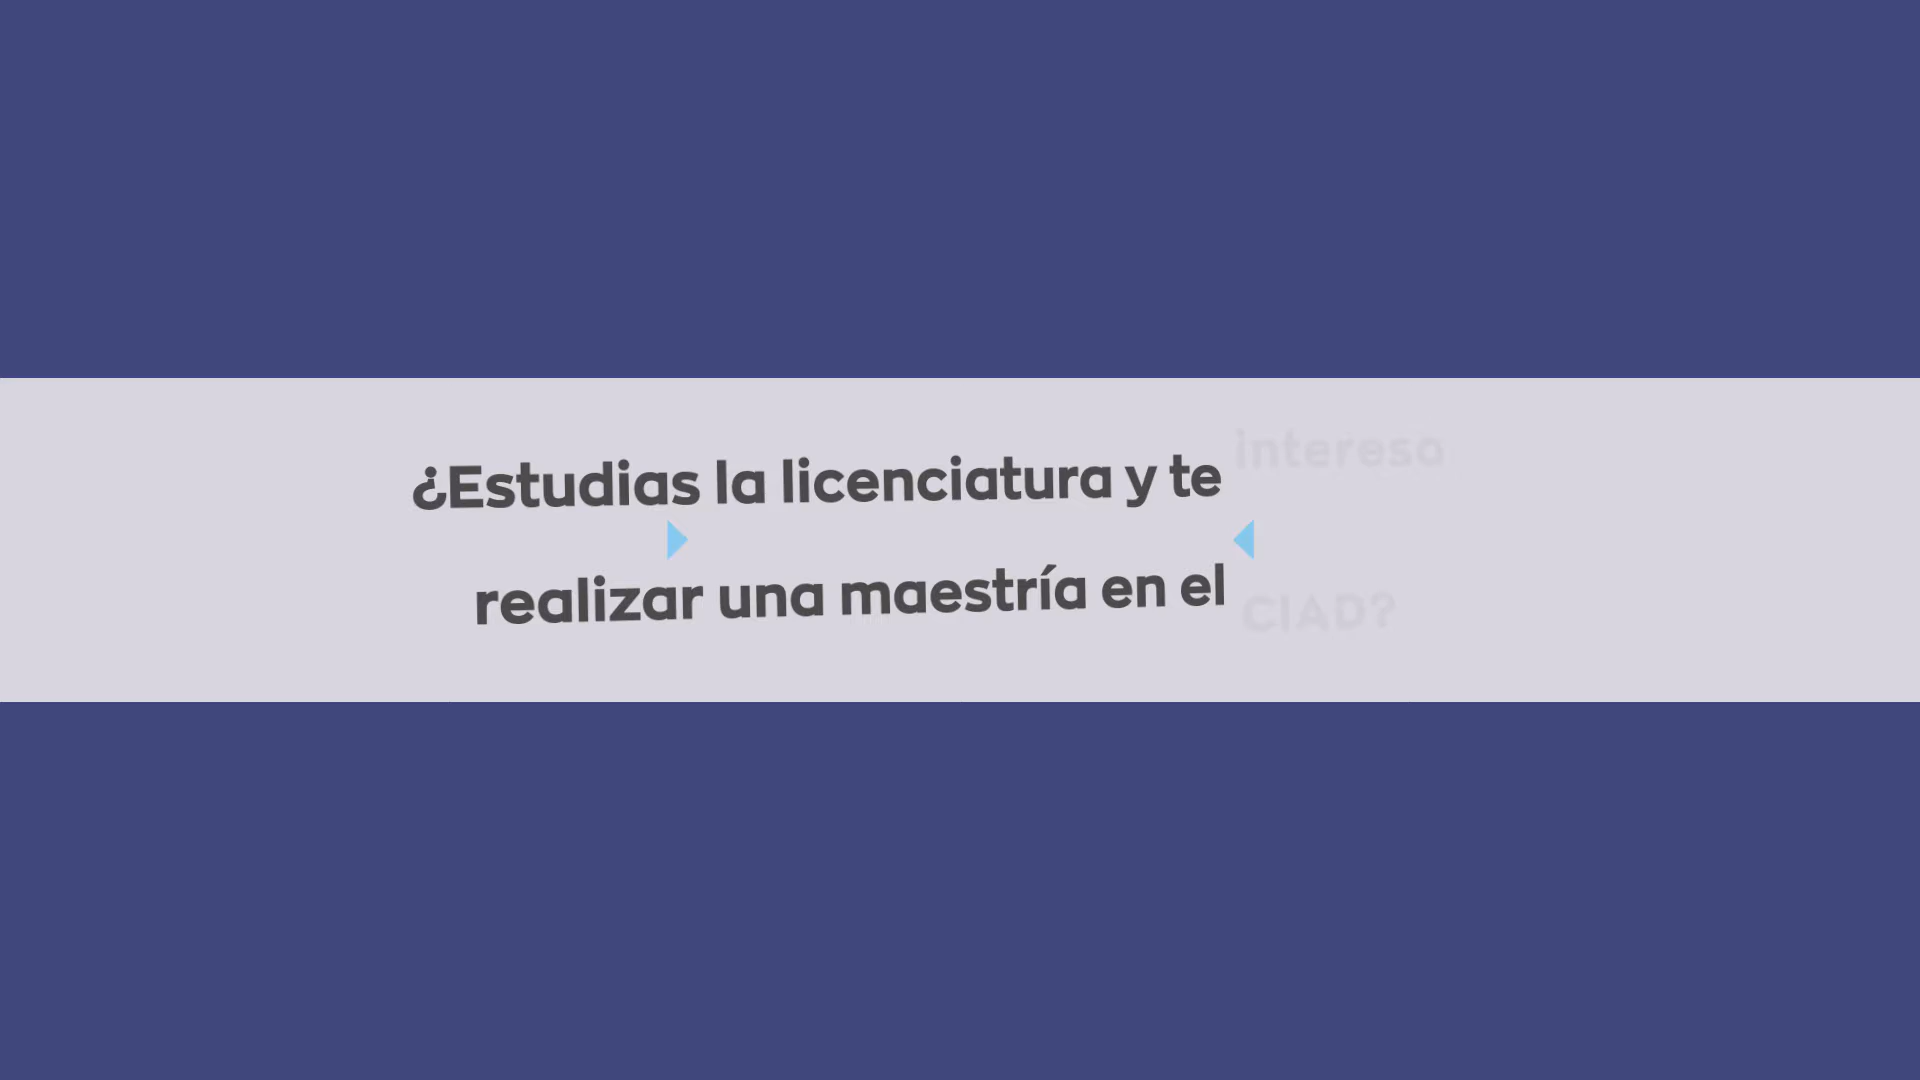 ¿Estudias la licenciatura y te interesa
realizar una maestría en el CIAD?